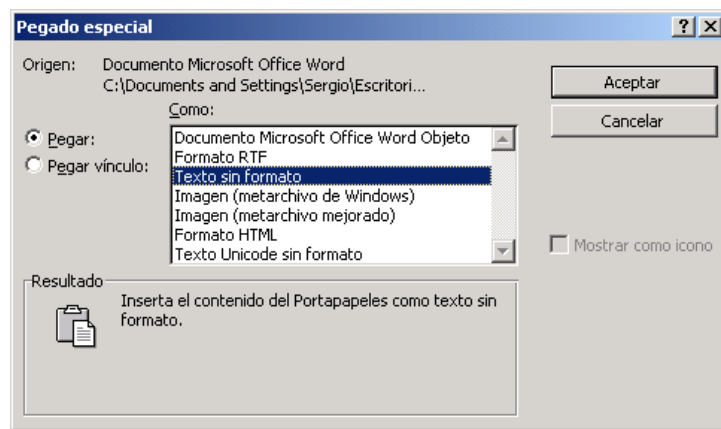 Pegado especial
Origen: Documento Microsoft Office Word
C:\Documents and Settings\Sergio\Escritori...
Como:
Pegar:
Pegar vínculo:
Documento Microsoft Office Word Objeto
Formato RTF
Texto sin formato
Imagen (metarchivo de Windows)
Imagen (metarchivo mejorado)
Formato HTML
Texto Unicode sin formato
Aceptar
Cancelar
Mostrar como icono
Resultado
Inserta el contenido del Portapapeles como texto sin
formato.